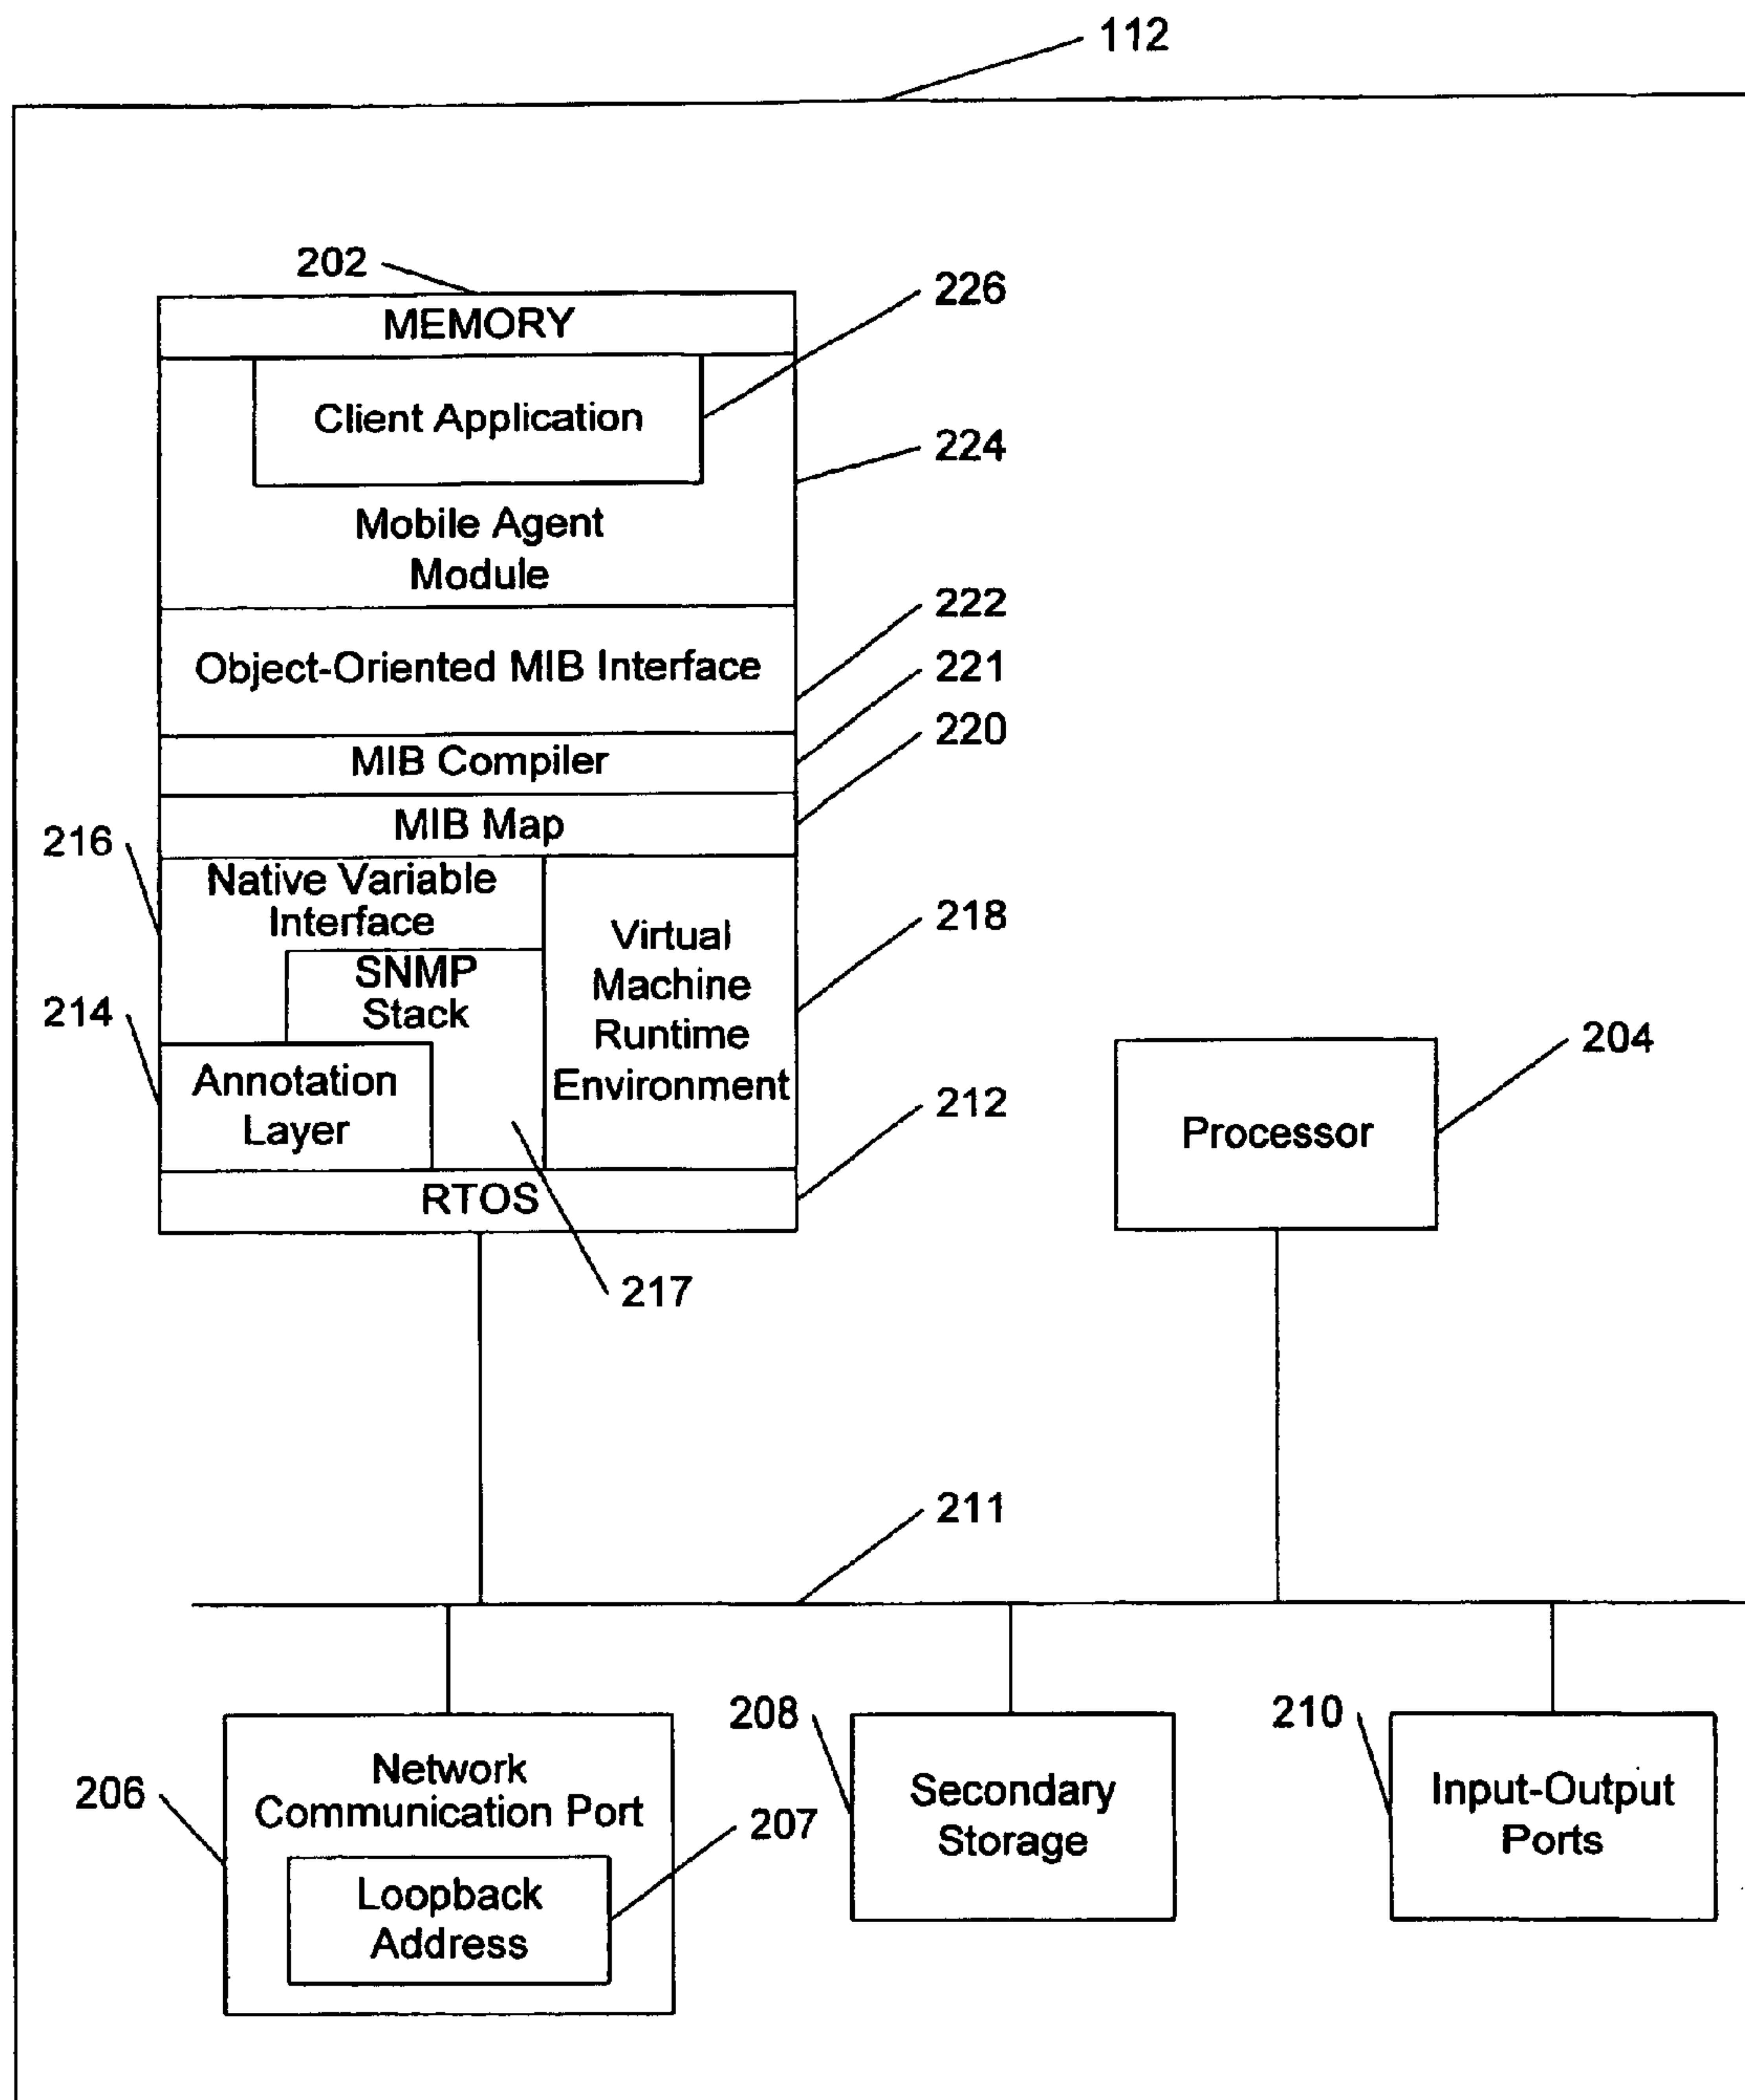 112
202
MEMORY
226
Client Application
224
Mobile Agent
Module
222
Object-Oriented MIB Interface
221
MIB Compiler
220
MIB Map
216
Native Variable
Interface
218
Virtual
Machine
Runtime
Environment
SNMP
Stack
214
Annotation
Layer
212
RTOS
217
204
Processor
211
206
Network
Communication Port
207
Loopback
Address
208
Secondary
Storage
210
Input-Output
Ports